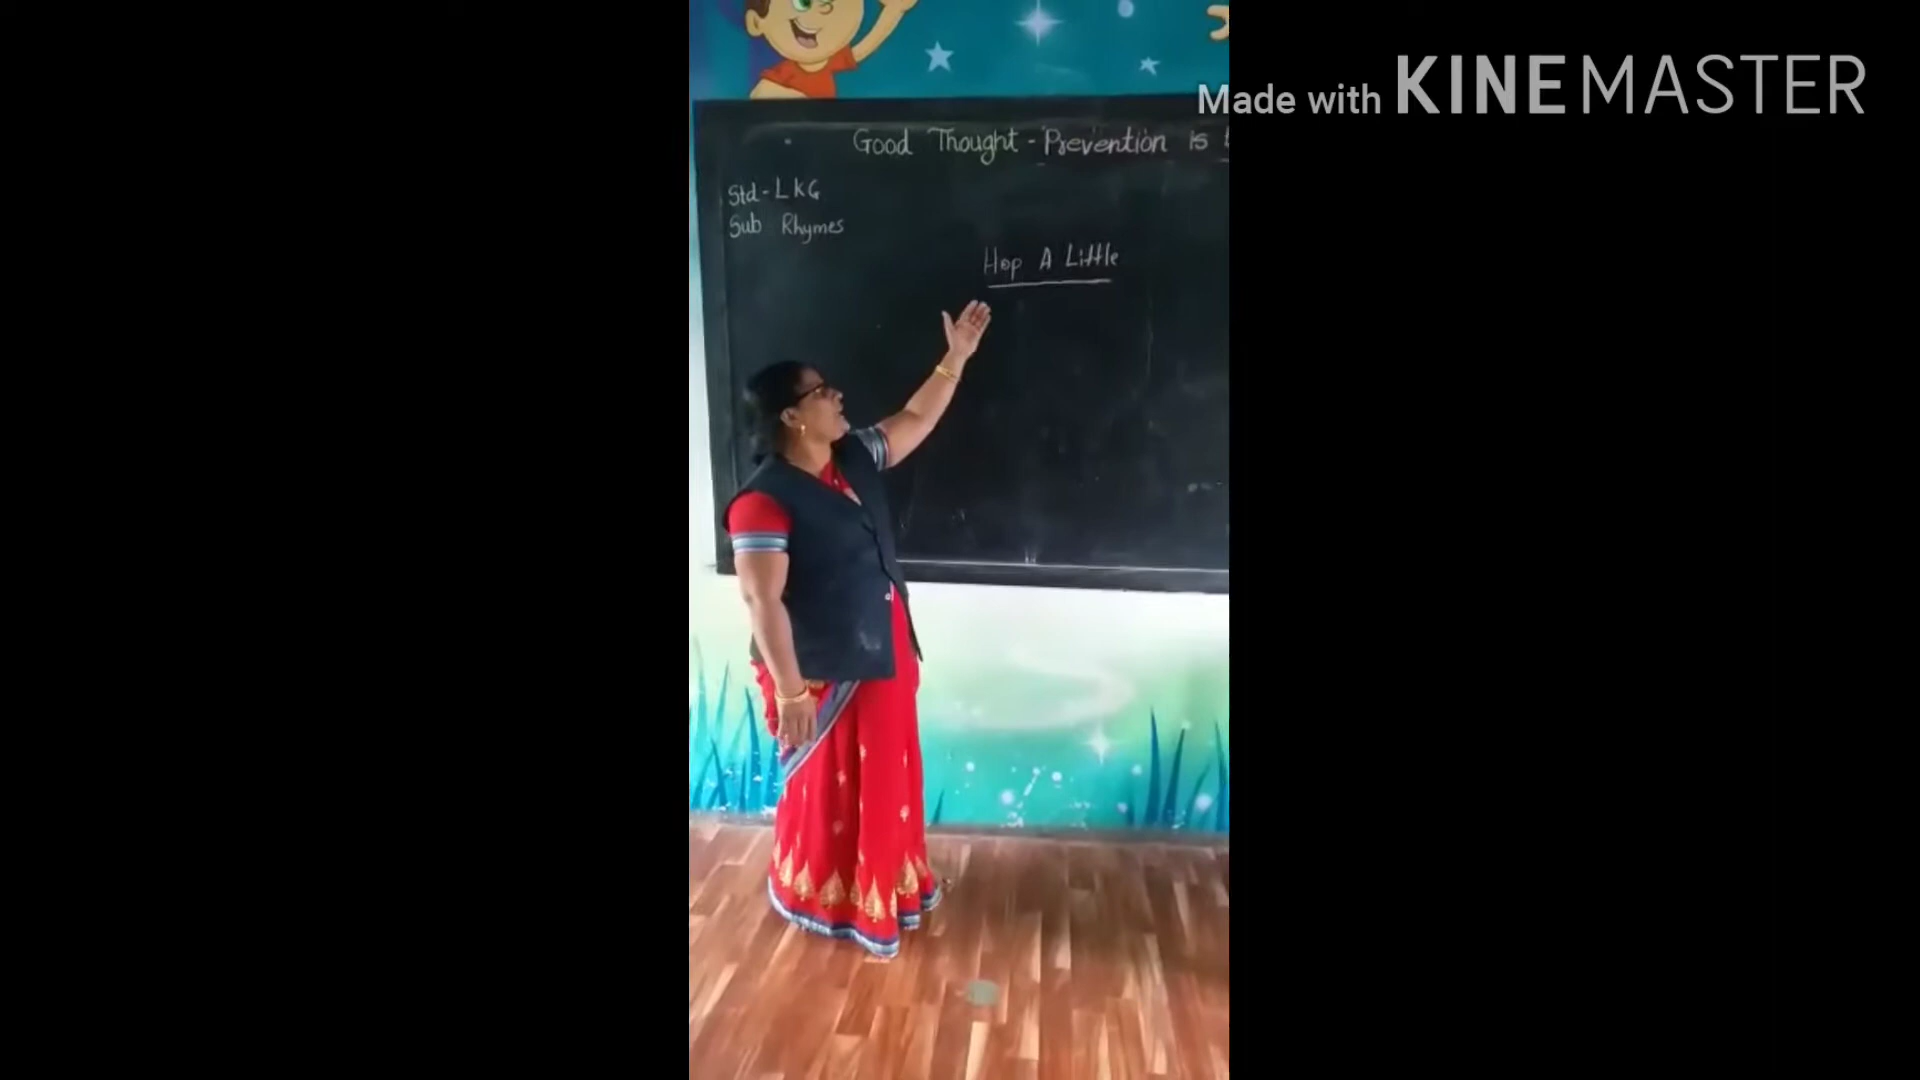 Made with KINEMASTER
Good Thought - Prevention is
Std - LKG
Sub Rhymes
Hop A Little